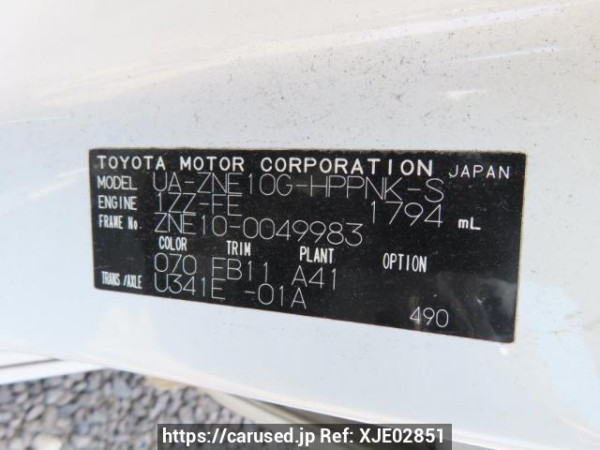 TOYOTA MOTOR CORPORATION JAPAN
MODEL UA-ZNE10G-HPPNK-S
ENGINE 1ZZ-FE 1794 mL
FRAME No. ZNE10-0049983
COLOR TRIM PLANT
070 FB11 A41
TRANS/AXLE U341E -01A
490
https://carused.jp Ref: XJE02851